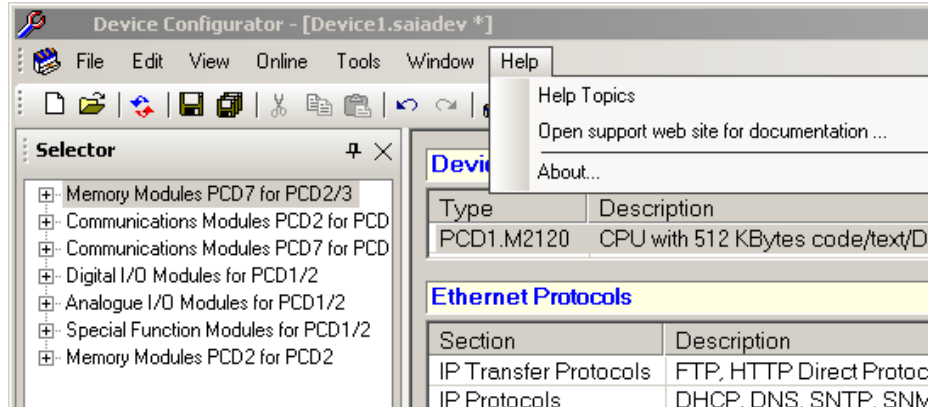 Device Configurator - [Device1.saiadev *]
File Edit View Online Tools Window Help
Help Topics
Open support web site for documentation ...
About...
Selector
Memory Modules PCD7 for PCD2/3
Communications Modules PCD2 for PCD
Communications Modules PCD7 for PCD
Digital I/O Modules for PCD1/2
Analogue I/O Modules for PCD1/2
Special Function Modules for PCD1/2
Memory Modules PCD2 for PCD2
Devi
Type Description
PCD1.M2120 CPU with 512 KBytes code/text/D
Ethernet Protocols
Section Description
IP Transfer Protocols FTP, HTTP Direct Protoc
IP Protocols DHCP, DNS, SNTP, SNM